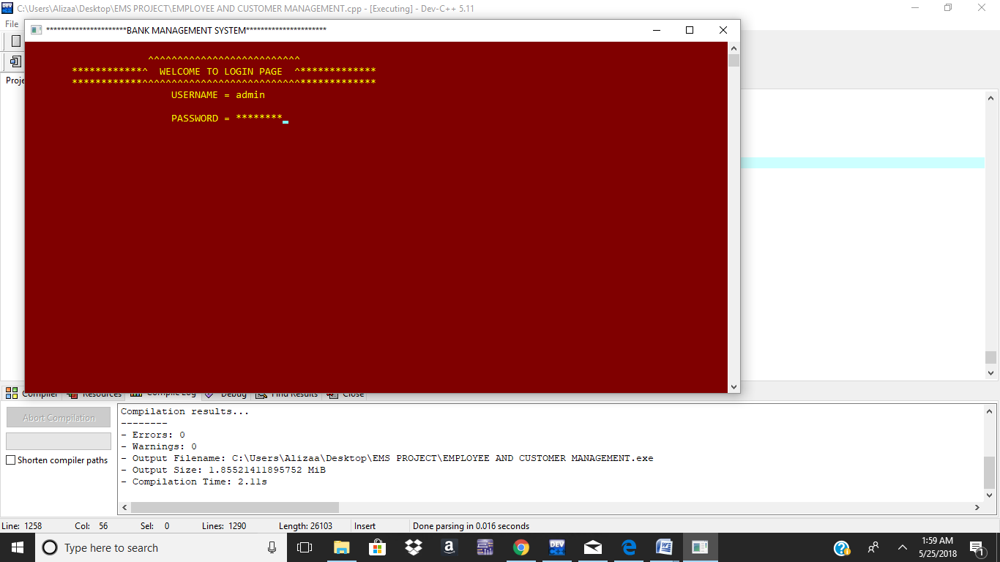 C:\Users\Alizaa\Desktop\EMS PROJECT\EMPLOYEE AND CUSTOMER MANAGEMENT.cpp - [Executing] - Dev-C++ 5.11
File
**********************BANK MANAGEMENT SYSTEM**********************
^^^^^^^^^^^^^^^^^^^^^^^^^^
************^  WELCOME TO LOGIN PAGE  ^*************
************^^^^^^^^^^^^^^^^^^^^^^^^^^^*************
USERNAME = admin
PASSWORD = ********
Proje
Compiler Resources Compile Log Debug Find Results Close
Abort Compilation
Shorten compiler paths
Compilation results...
--------
- Errors: 0
- Warnings: 0
- Output Filename: C:\Users\Alizaa\Desktop\EMS PROJECT\EMPLOYEE AND CUSTOMER MANAGEMENT.exe
- Output Size: 1.85521411895752 MiB
- Compilation Time: 2.11s
Line: 1258 Col: 56 Sel: 0 Lines: 1290 Length: 26103 Insert Done parsing in 0.016 seconds
Type here to search
DEV
1:59 AM
5/25/2018
1